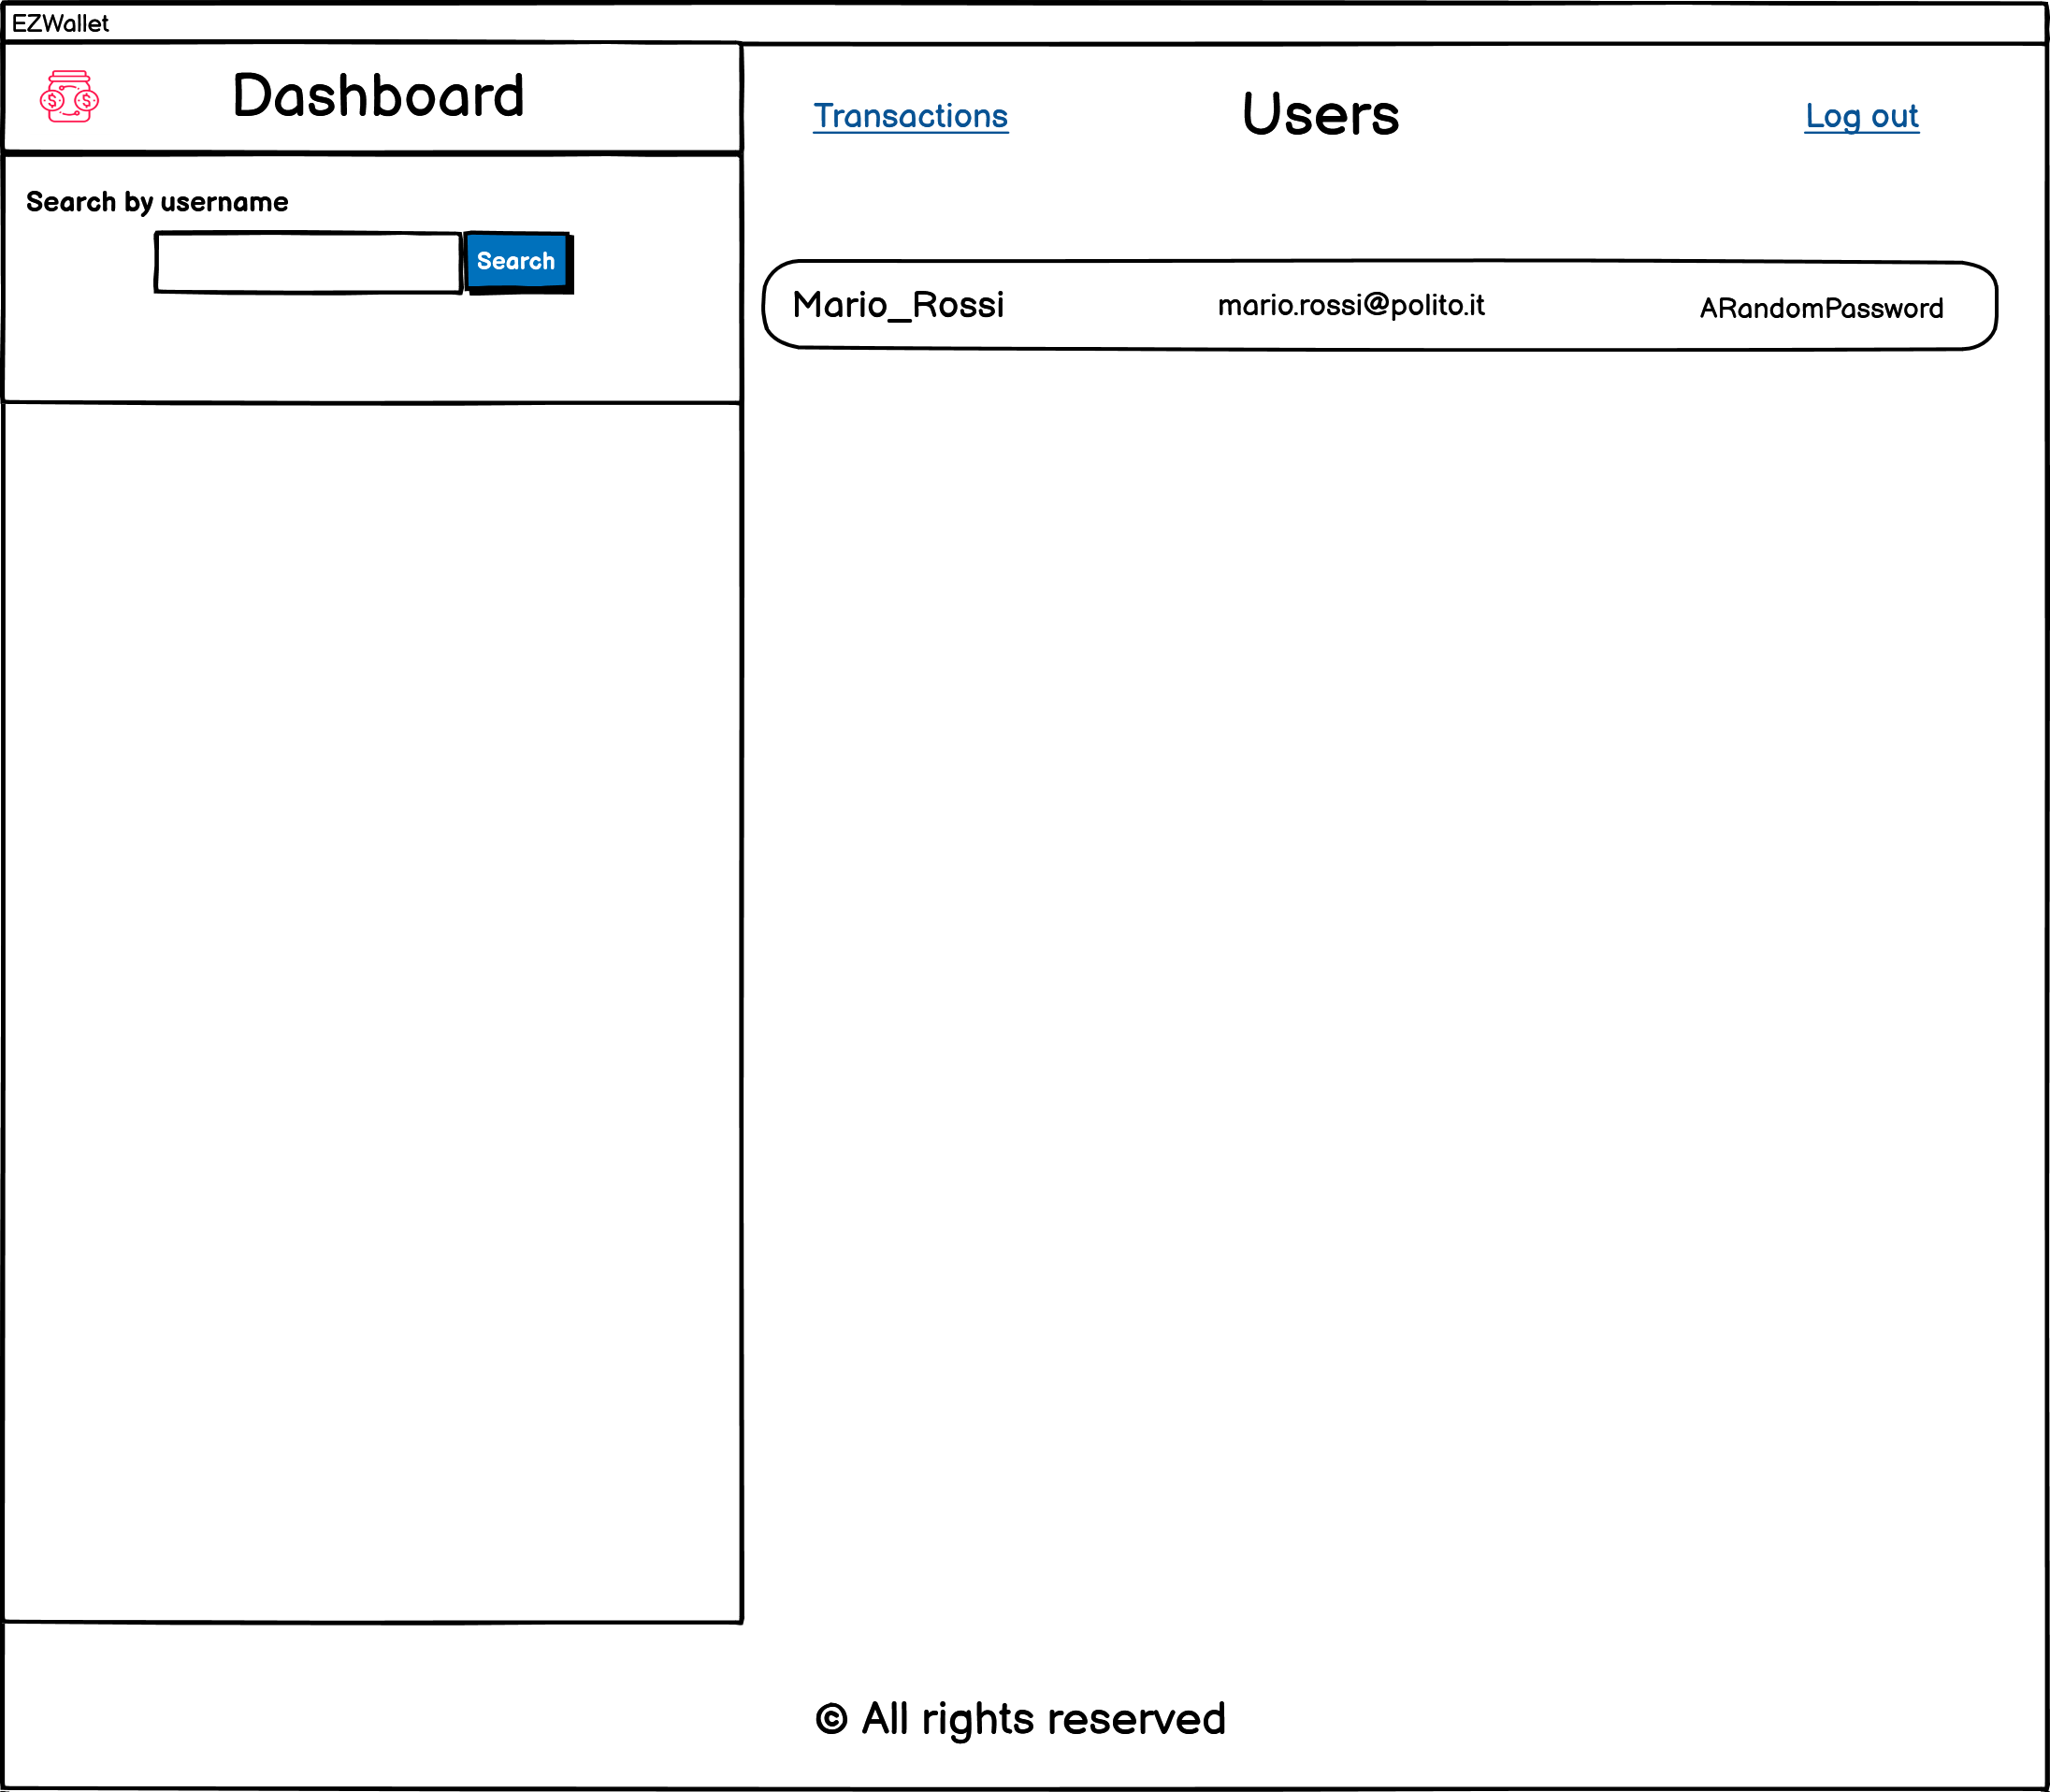 EZWallet
Dashboard
Transactions
Users
Log out
Search by username
Search
Mario_Rossi
mario.rossi@polito.it
ARandomPassword
© All rights reserved